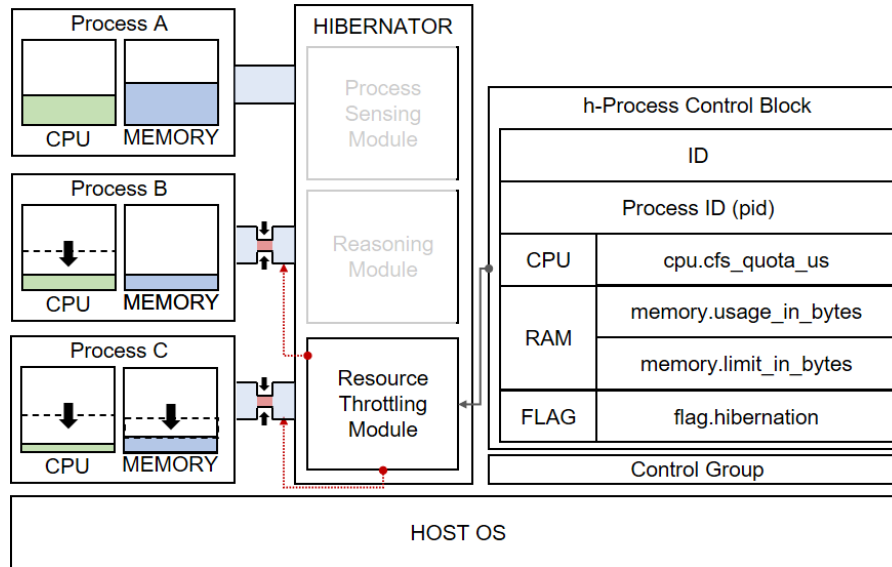 Process A
CPU
MEMORY
Process B
CPU
MEMORY
Process C
CPU
MEMORY
HIBERNATOR
Process
Sensing
Module
Reasoning
Module
Resource
Throttling
Module
h-Process Control Block
ID
Process ID (pid)
CPU
cpu.cfs_quota_us
RAM
memory.usage_in_bytes
memory.limit_in_bytes
FLAG
flag.hibernation
Control Group
HOST OS